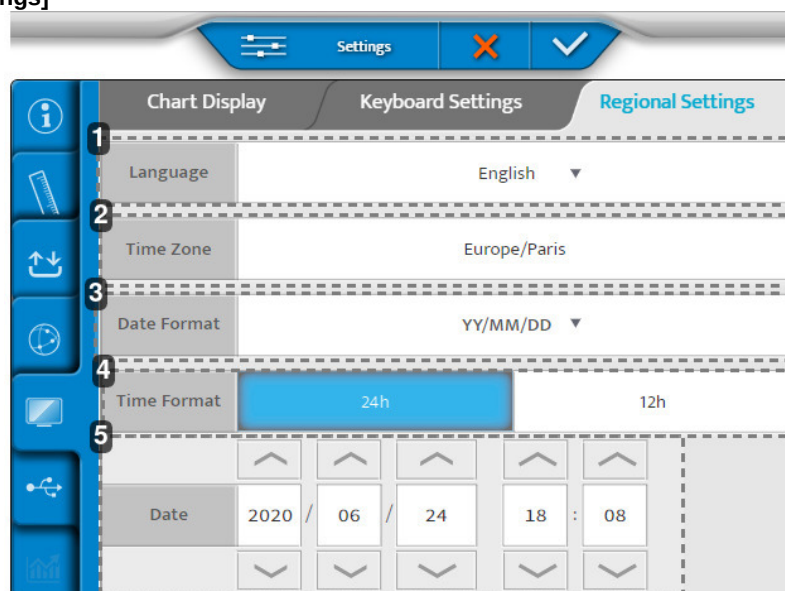 ngs]
Settings
Chart Display Keyboard Settings Regional Settings
1
Language English ▼
2
Time Zone Europe/Paris
3
Date Format YY/MM/DD ▼
4
Time Format 24h 12h
5
Date 2020 / 06 / 24 18 : 08